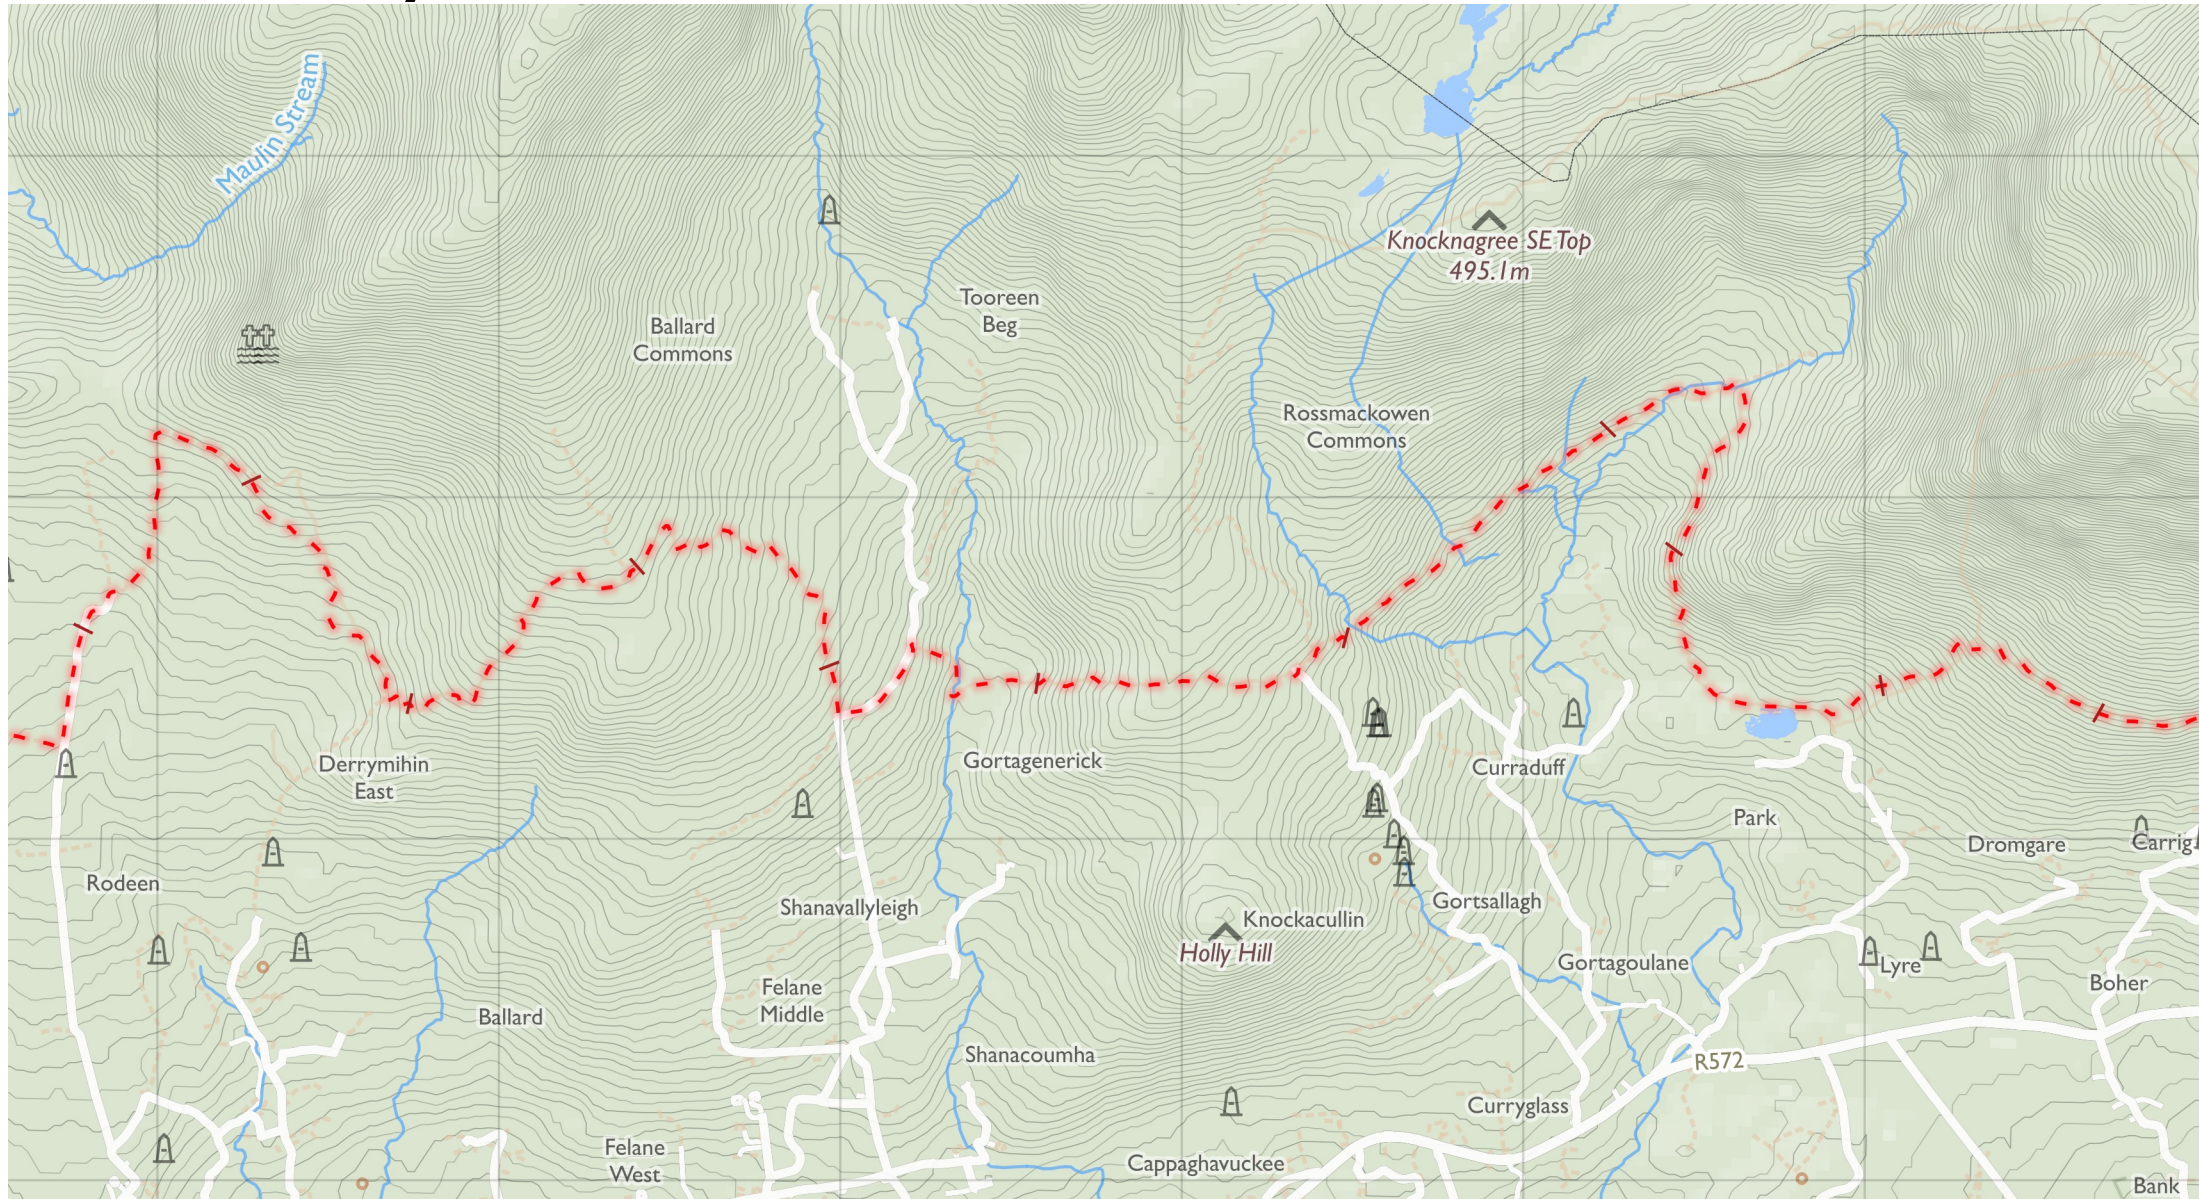 Maulin Stream
Knocknagree SE Top
495.1m
Tooreen
Beg
Ballard
Commons
Rossmackowen
Commons
Derrymihin
East
Gortagenerick
Curraduff
Park
Dromgare
Carrig
Rodeen
Shanavallyleigh
Knockacullin
Holly Hill
Gortsallagh
Gortagoulane
Lyre
Boher
Ballard
Felane
Middle
Shanacoumha
R572
Curryglass
Felane
West
Cappaghavuckee
Bank